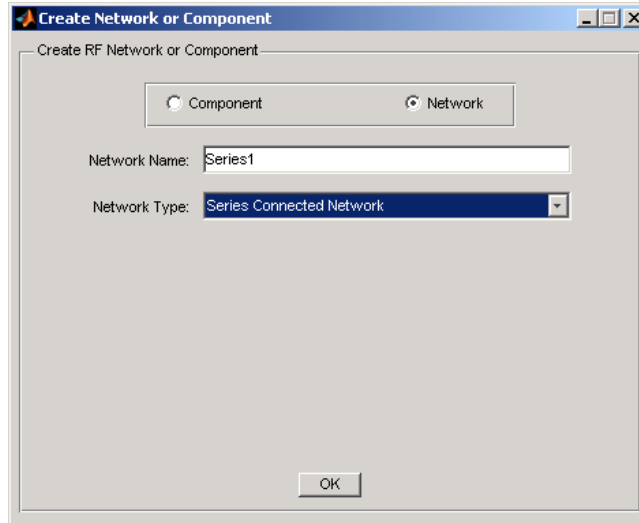 Create Network or Component
Create RF Network or Component
Component
Network
Network Name: Series1
Network Type: Series Connected Network
OK